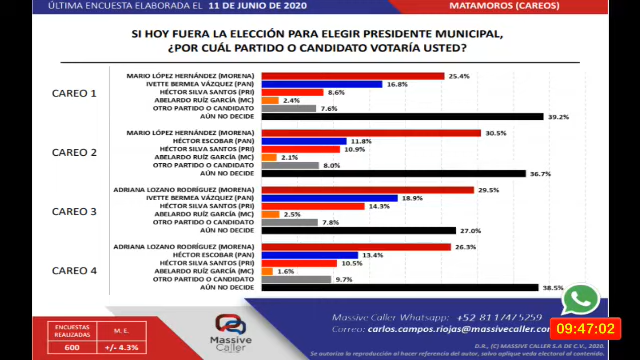 ÚLTIMA ENCUESTA ELABORADA EL 11 DE JUNIO DE 2020
MATAMOROS (CAREOS)
SI HOY FUERA LA ELECCIÓN PARA ELEGIR PRESIDENTE MUNICIPAL,
¿POR CUÁL PARTIDO O CANDIDATO VOTARÍA USTED?
CAREO 1
MARIO LÓPEZ HERNÁNDEZ (MORENA) 25.4%
IVETTE BERMEA VÁZQUEZ (PAN) 16.8%
HÉCTOR SILVA SANTOS (PRI) 8.6%
ABELARDO RUÍZ GARCÍA (MC) 2.4%
OTRO PARTIDO O CANDIDATO 7.6%
AÚN NO DECIDE 39.2%
CAREO 2
MARIO LÓPEZ HERNÁNDEZ (MORENA) 30.5%
HÉCTOR ESCOBAR (PAN) 11.8%
HÉCTOR SILVA SANTOS (PRI) 10.9%
ABELARDO RUÍZ GARCÍA (MC) 2.1%
OTRO PARTIDO O CANDIDATO 8.0%
AÚN NO DECIDE 36.7%
CAREO 3
ADRIANA LOZANO RODRÍGUEZ (MORENA) 29.5%
IVETTE BERMEA VÁZQUEZ (PAN) 18.9%
HÉCTOR SILVA SANTOS (PRI) 14.3%
ABELARDO RUÍZ GARCÍA (MC) 2.5%
OTRO PARTIDO O CANDIDATO 7.8%
AÚN NO DECIDE 27.0%
CAREO 4
ADRIANA LOZANO RODRÍGUEZ (MORENA) 26.3%
HÉCTOR ESCOBAR (PAN) 13.4%
HÉCTOR SILVA SANTOS (PRI) 10.5%
ABELARDO RUÍZ GARCÍA (MC) 1.6%
OTRO PARTIDO O CANDIDATO 9.7%
AÚN NO DECIDE 38.5%
ENCUESTAS REALIZADAS
600
M. E.
+/- 4.3%
Massive Caller
Massive Caller Whatsapp: +52 8117475259
Correo: carlos.campos.riojas@massivecaller.com
09:47:02
D.R., (C) MASSIVE CALLER S.A DE C.V., 2020.
Se autoriza la reproducción al hacer referencia del autor, salvo aplique veda electoral al contenido.